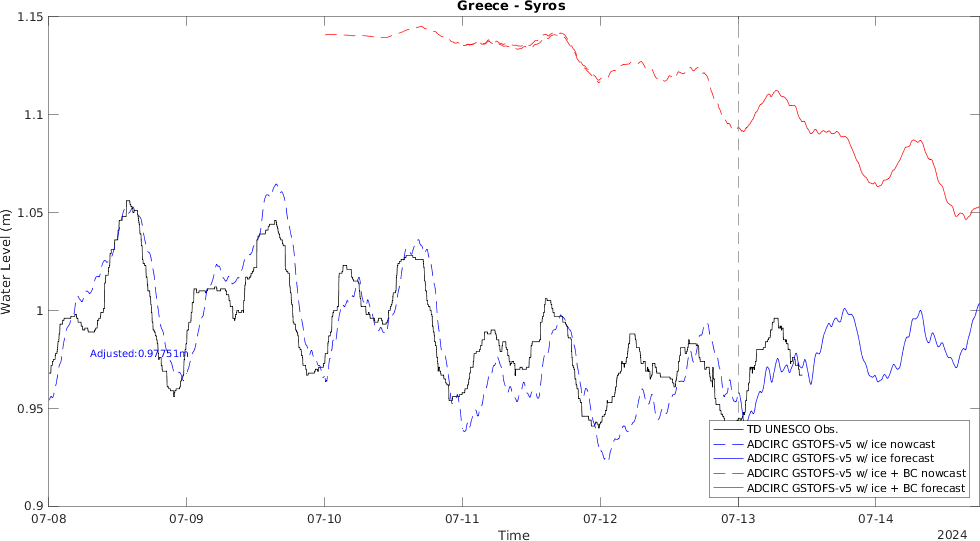 Greece - Syros
1.15
1.1
1.05
1
0.95
0.9
Water Level (m)
Adjusted:0.97751m
TD UNESCO Obs.
ADCIRC GSTOFS-v5 w/ ice nowcast
ADCIRC GSTOFS-v5 w/ ice forecast
ADCIRC GSTOFS-v5 w/ ice + BC nowcast
ADCIRC GSTOFS-v5 w/ ice + BC forecast
07-08 07-09 07-10 07-11 07-12 07-13 07-14
Time
2024